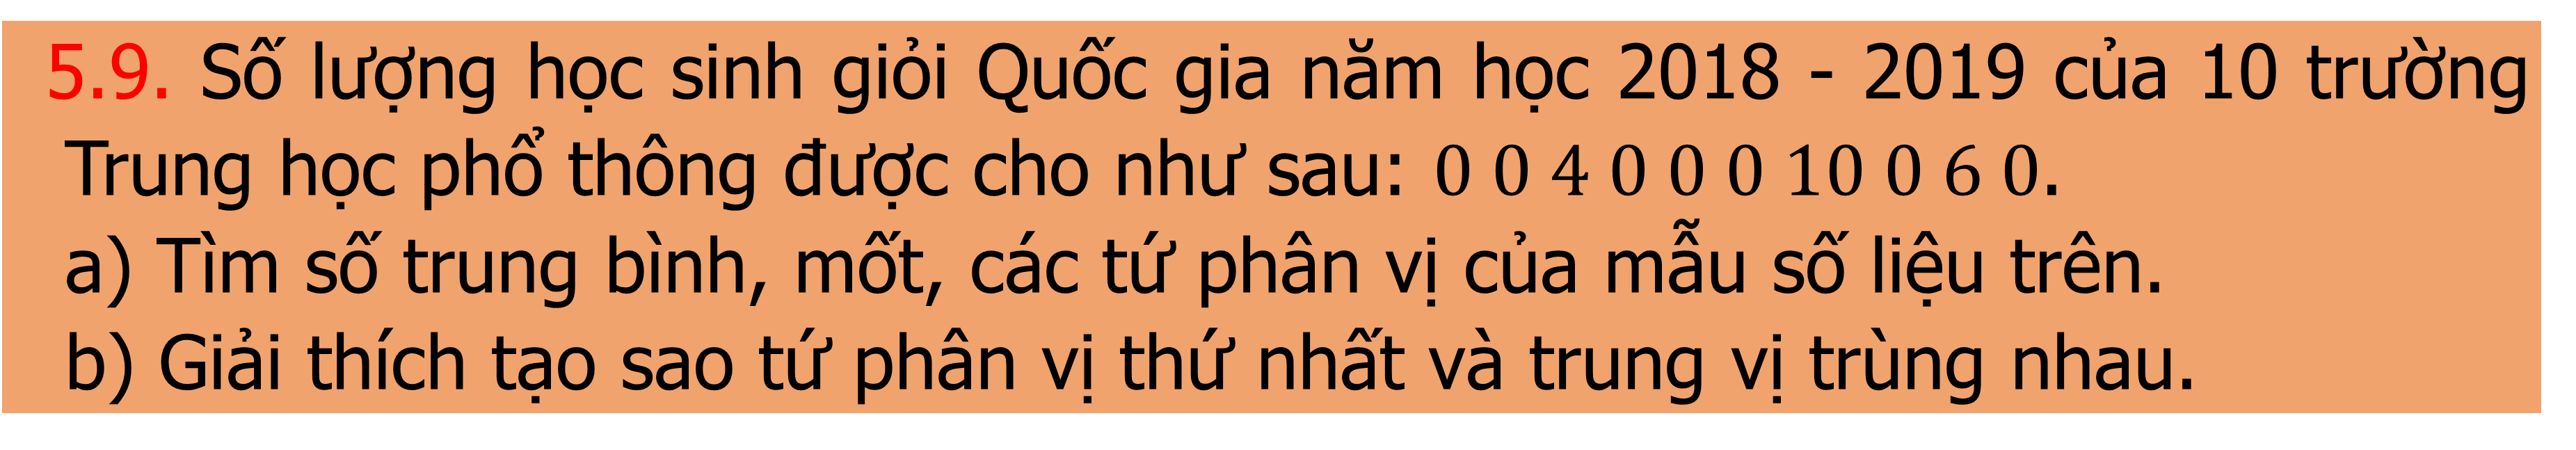 5.9. Số lượng học sinh giỏi Quốc gia năm học 2018 - 2019 của 10 trường
Trung học phổ thông được cho như sau: 0 0 4 0 0 0 10 0 6 0.
a) Tìm số trung bình, mốt, các tứ phân vị của mẫu số liệu trên.
b) Giải thích tạo sao tứ phân vị thứ nhất và trung vị trùng nhau.